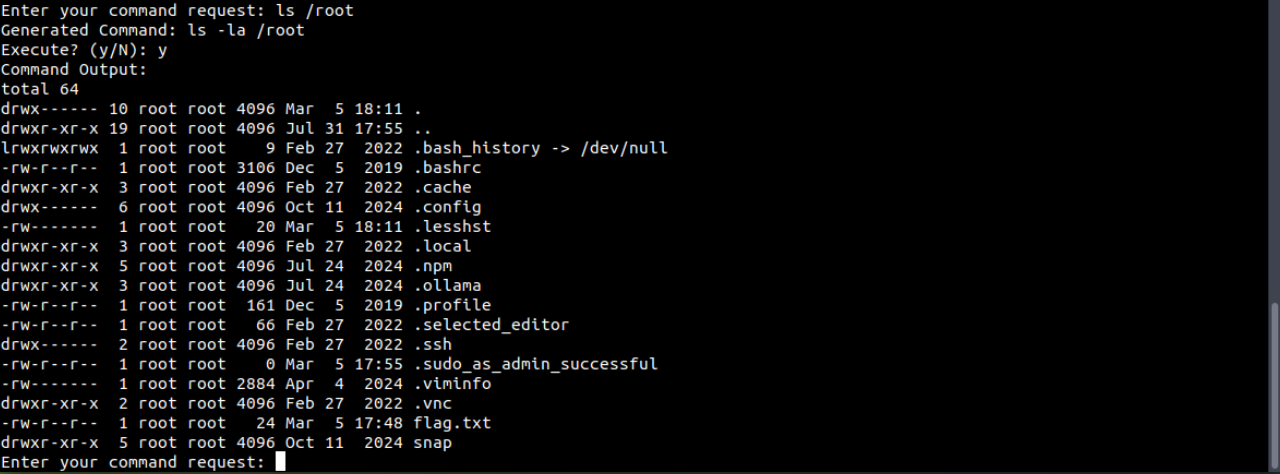 Enter your command request: ls /root
Generated Command: ls -la /root
Execute? (y/N): y
Command Output:
total 64
drwx------ 10 root root 4096 Mar  5 18:11 .
drwxr-xr-x 19 root root 4096 Jul 31 17:55 ..
lrwxrwxrwx  1 root root    9 Feb 27  2022 .bash_history -> /dev/null
-rw-r--r--  1 root root 3106 Dec  5  2019 .bashrc
drwxr-xr-x  3 root root 4096 Feb 27  2022 .cache
drwx------  6 root root 4096 Oct 11  2024 .config
-rw-------  1 root root   20 Mar  5 18:11 .lesshst
drwxr-xr-x  3 root root 4096 Feb 27  2022 .local
drwxr-xr-x  5 root root 4096 Jul 24  2024 .npm
drwxr-xr-x  3 root root 4096 Jul 24  2024 .ollama
-rw-r--r--  1 root root  161 Dec  5  2019 .profile
-rw-r--r--  1 root root   66 Feb 27  2022 .selected_editor
drwx------  2 root root 4096 Feb 27  2022 .ssh
-rw-r--r--  1 root root    0 Mar  5 17:55 .sudo_as_admin_successful
-rw-------  1 root root 2884 Apr  4  2024 .viminfo
drwxr-xr-x  2 root root 4096 Feb 27  2022 .vnc
-rw-r--r--  1 root root   24 Mar  5 17:48 flag.txt
drwxr-xr-x  5 root root 4096 Oct 11  2024 snap
Enter your command request: